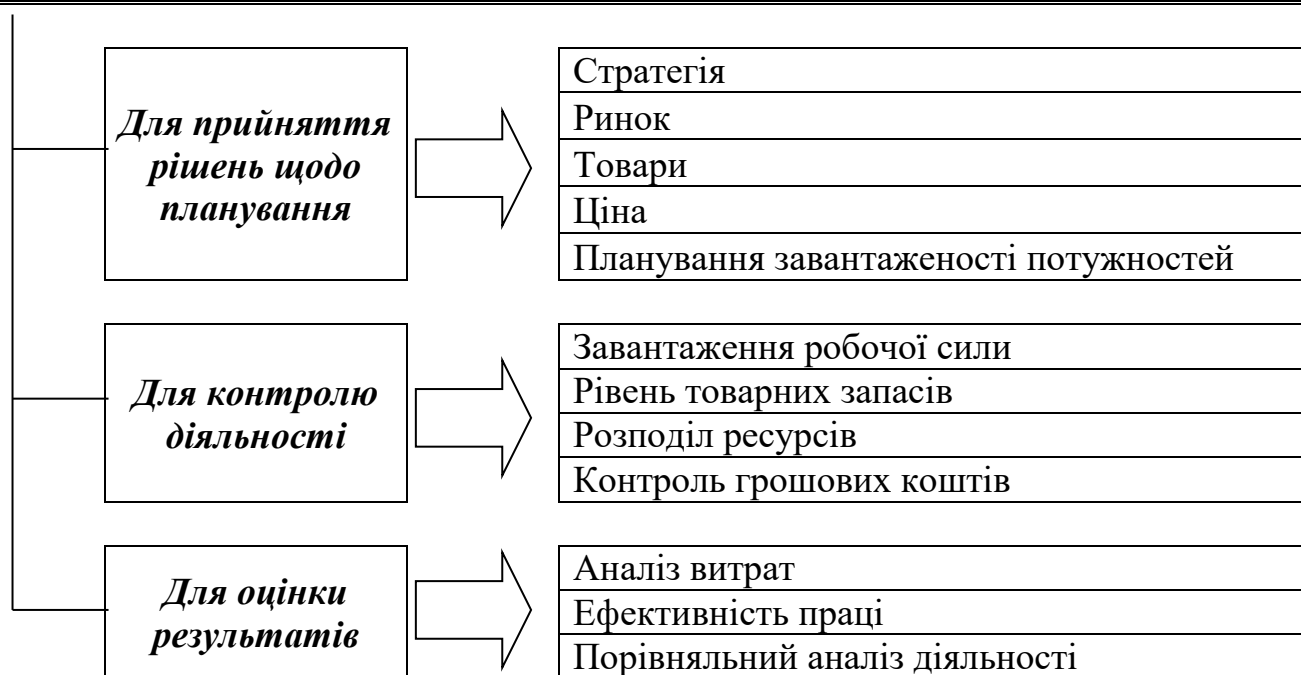 Для прийняття
рішень щодо
планування
Стратегія
Ринок
Товари
Ціна
Планування завантаженості потужностей
Для контролю
діяльності
Завантаження робочої сили
Рівень товарних запасів
Розподіл ресурсів
Контроль грошових коштів
Для оцінки
результатів
Аналіз витрат
Ефективність праці
Порівняльний аналіз діяльності